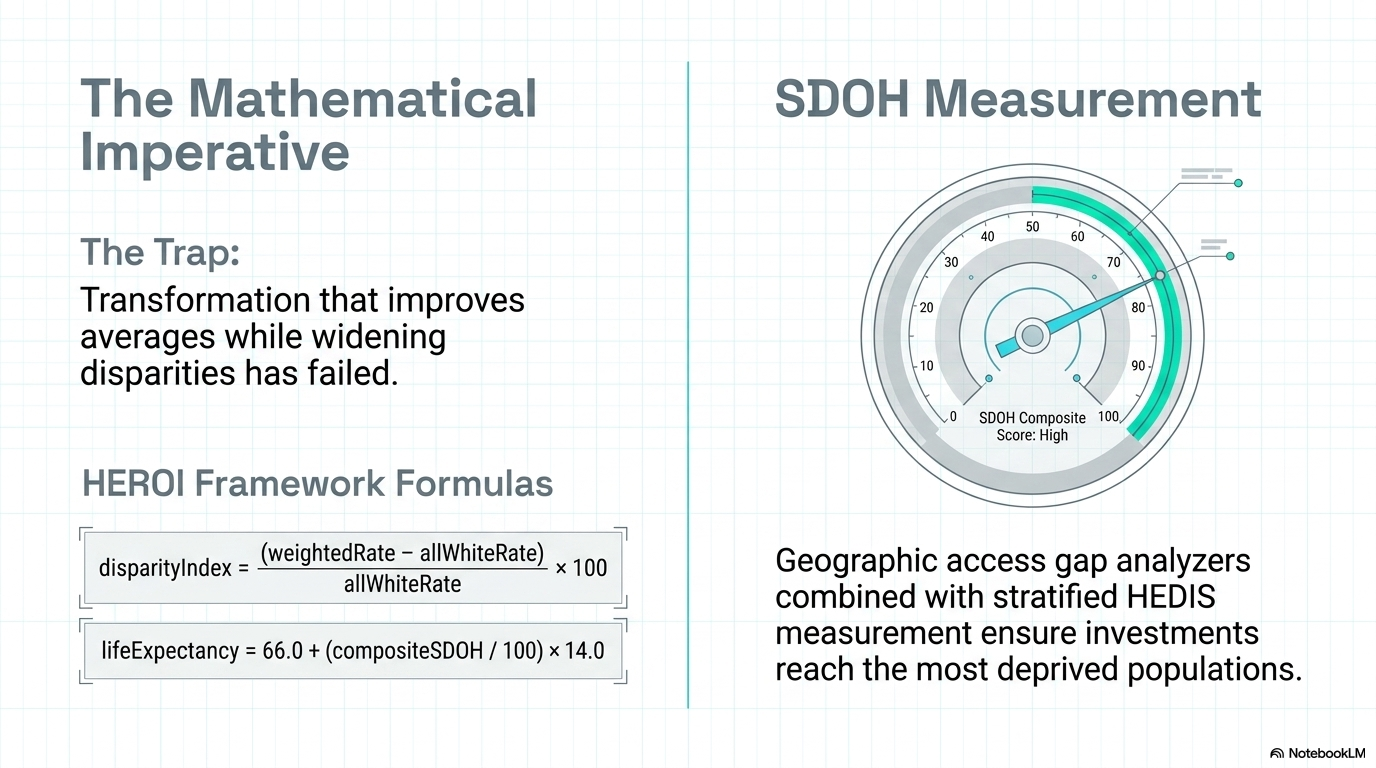 The Mathematical
Imperative
The Trap:
Transformation that improves
averages while widening
disparities has failed.
HEROI Framework Formulas
disparityIndex = (weightedRate – allWhiteRate) / allWhiteRate × 100
lifeExpectancy = 66.0 + (compositeSDOH / 100) × 14.0
SDOH Measurement
0
10
20
30
40
50
60
70
80
90
100
SDOH Composite
Score: High
Geographic access gap analyzers
combined with stratified HEDIS
measurement ensure investments
reach the most deprived populations.
NotebookLM